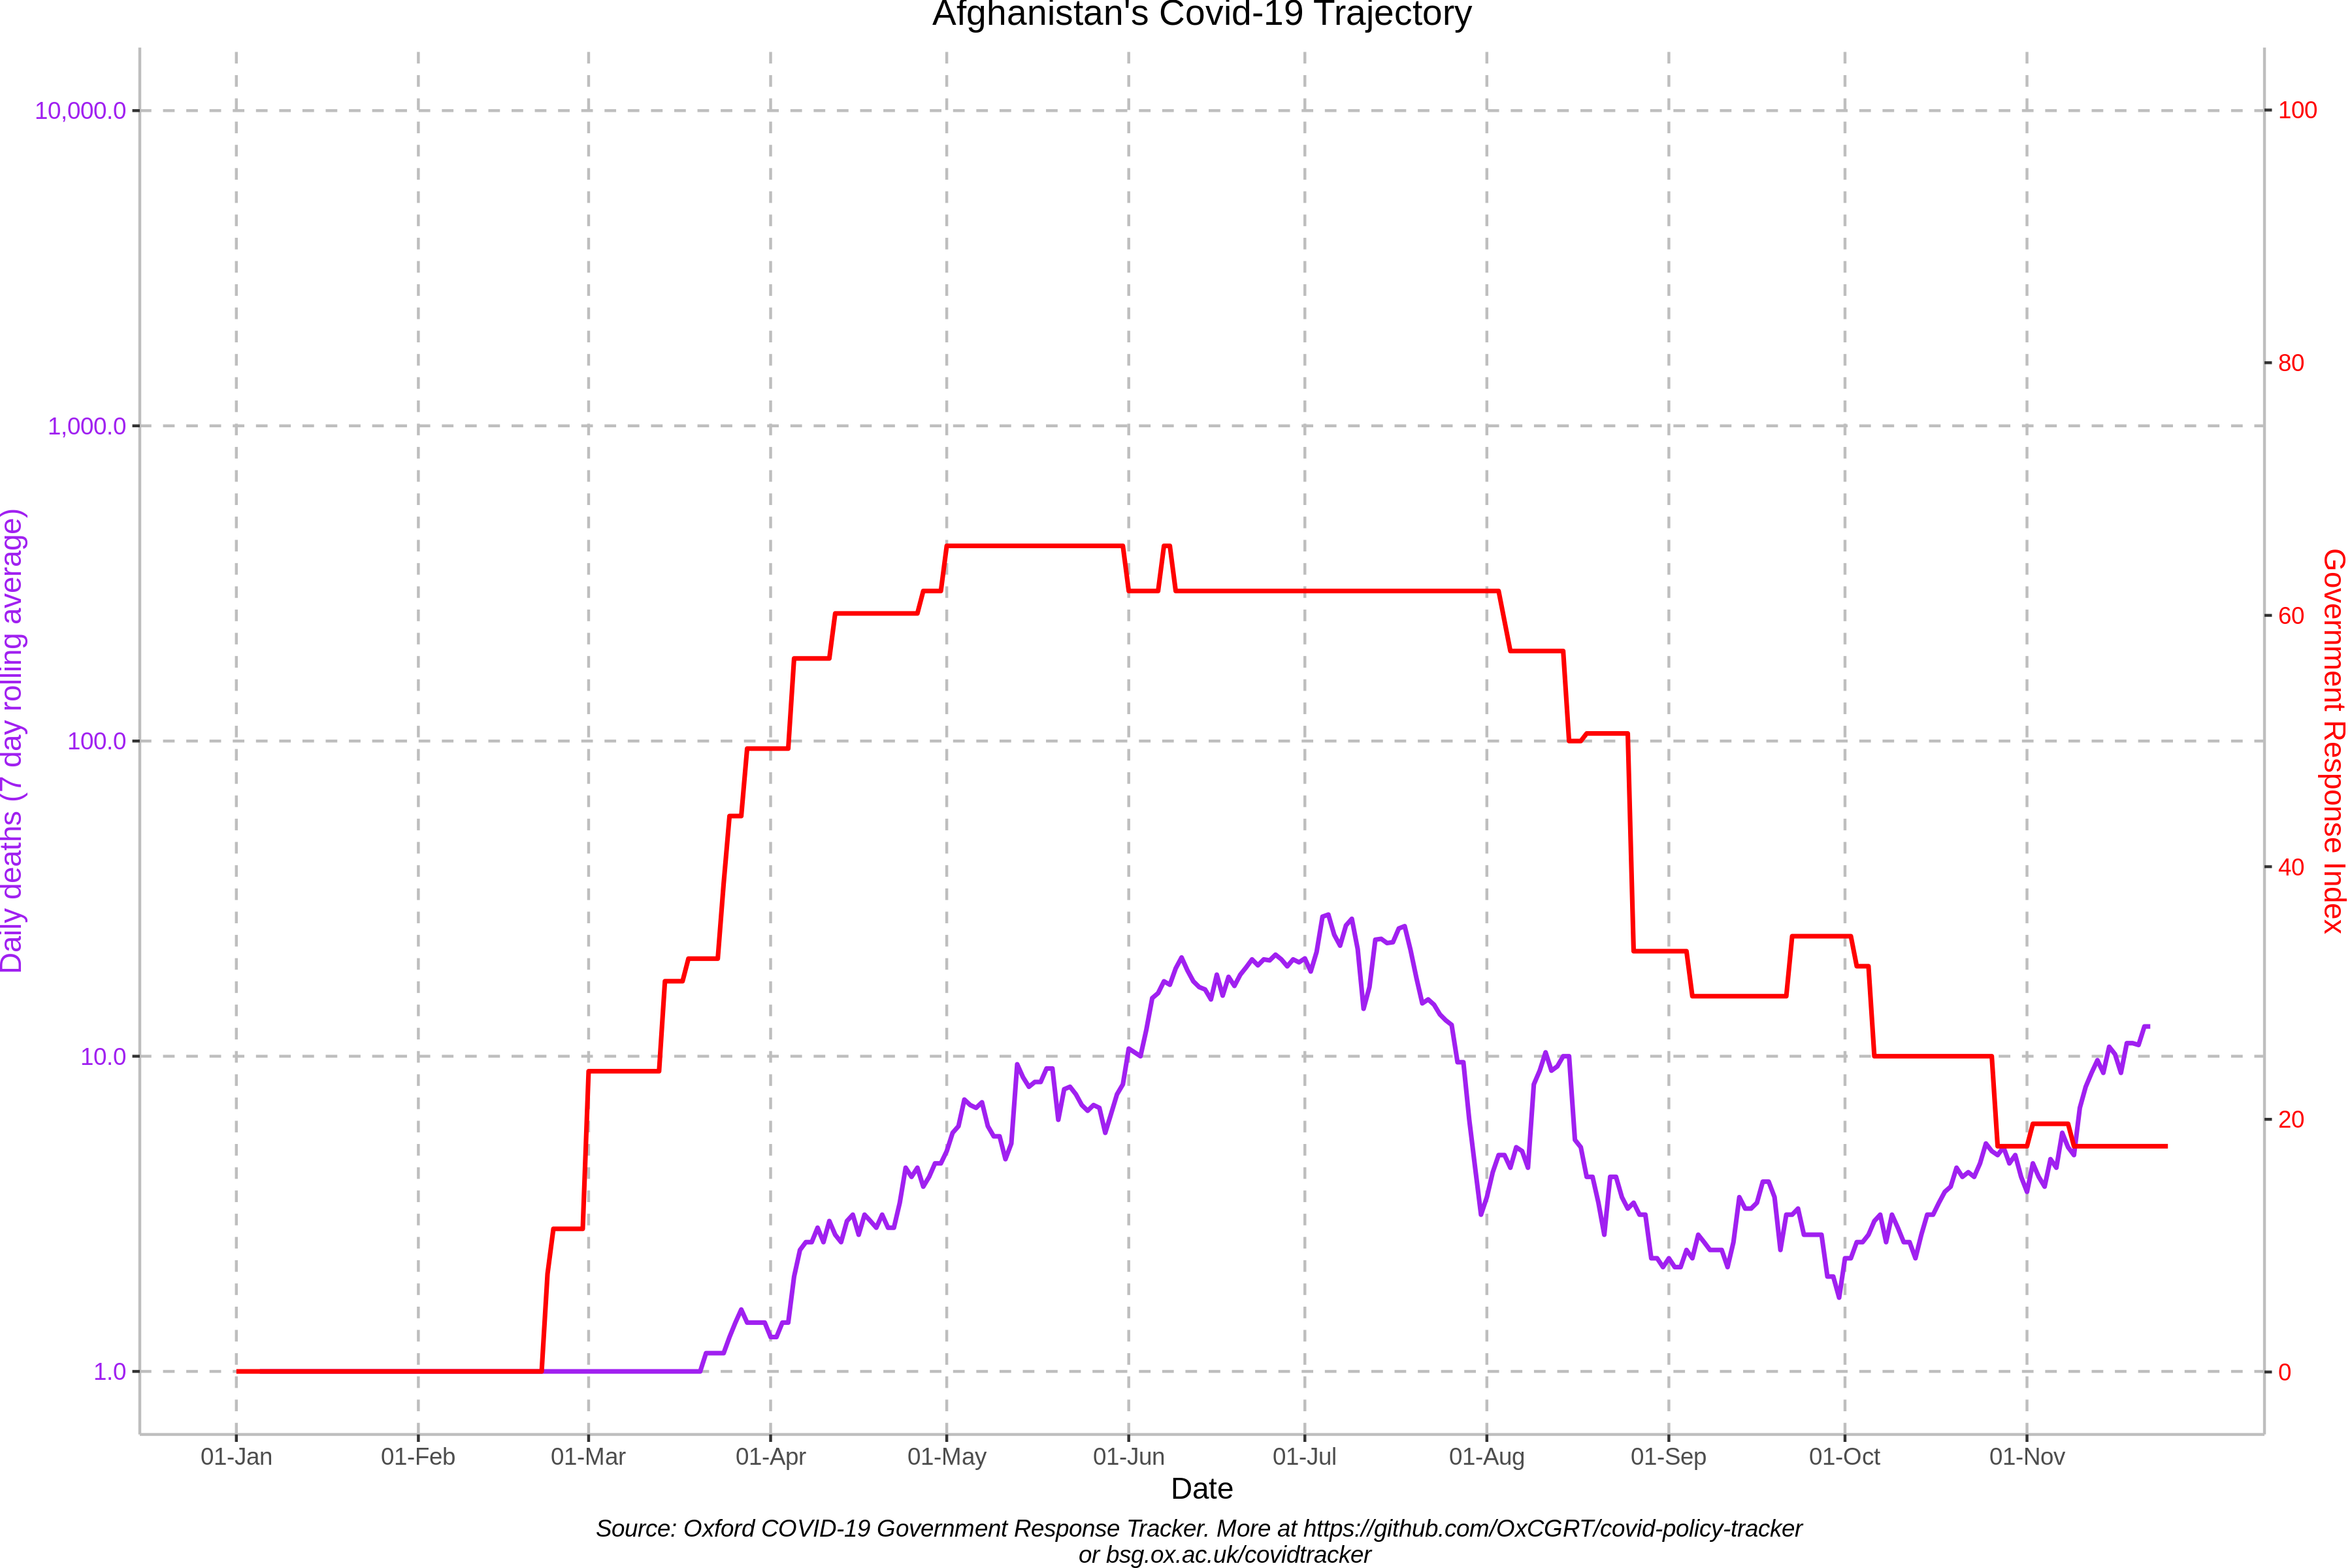 Afghanistan's Covid-19 Trajectory
10,000.0
1,000.0
100.0
10.0
1.0
Daily deaths (7 day rolling average)
100
80
60
40
20
0
Government Response Index
01-Jan
01-Feb
01-Mar
01-Apr
01-May
01-Jun
01-Jul
01-Aug
01-Sep
01-Oct
01-Nov
Date
Source: Oxford COVID-19 Government Response Tracker. More at https://github.com/OxCGRT/covid-policy-tracker
or bsg.ox.ac.uk/covidtracker